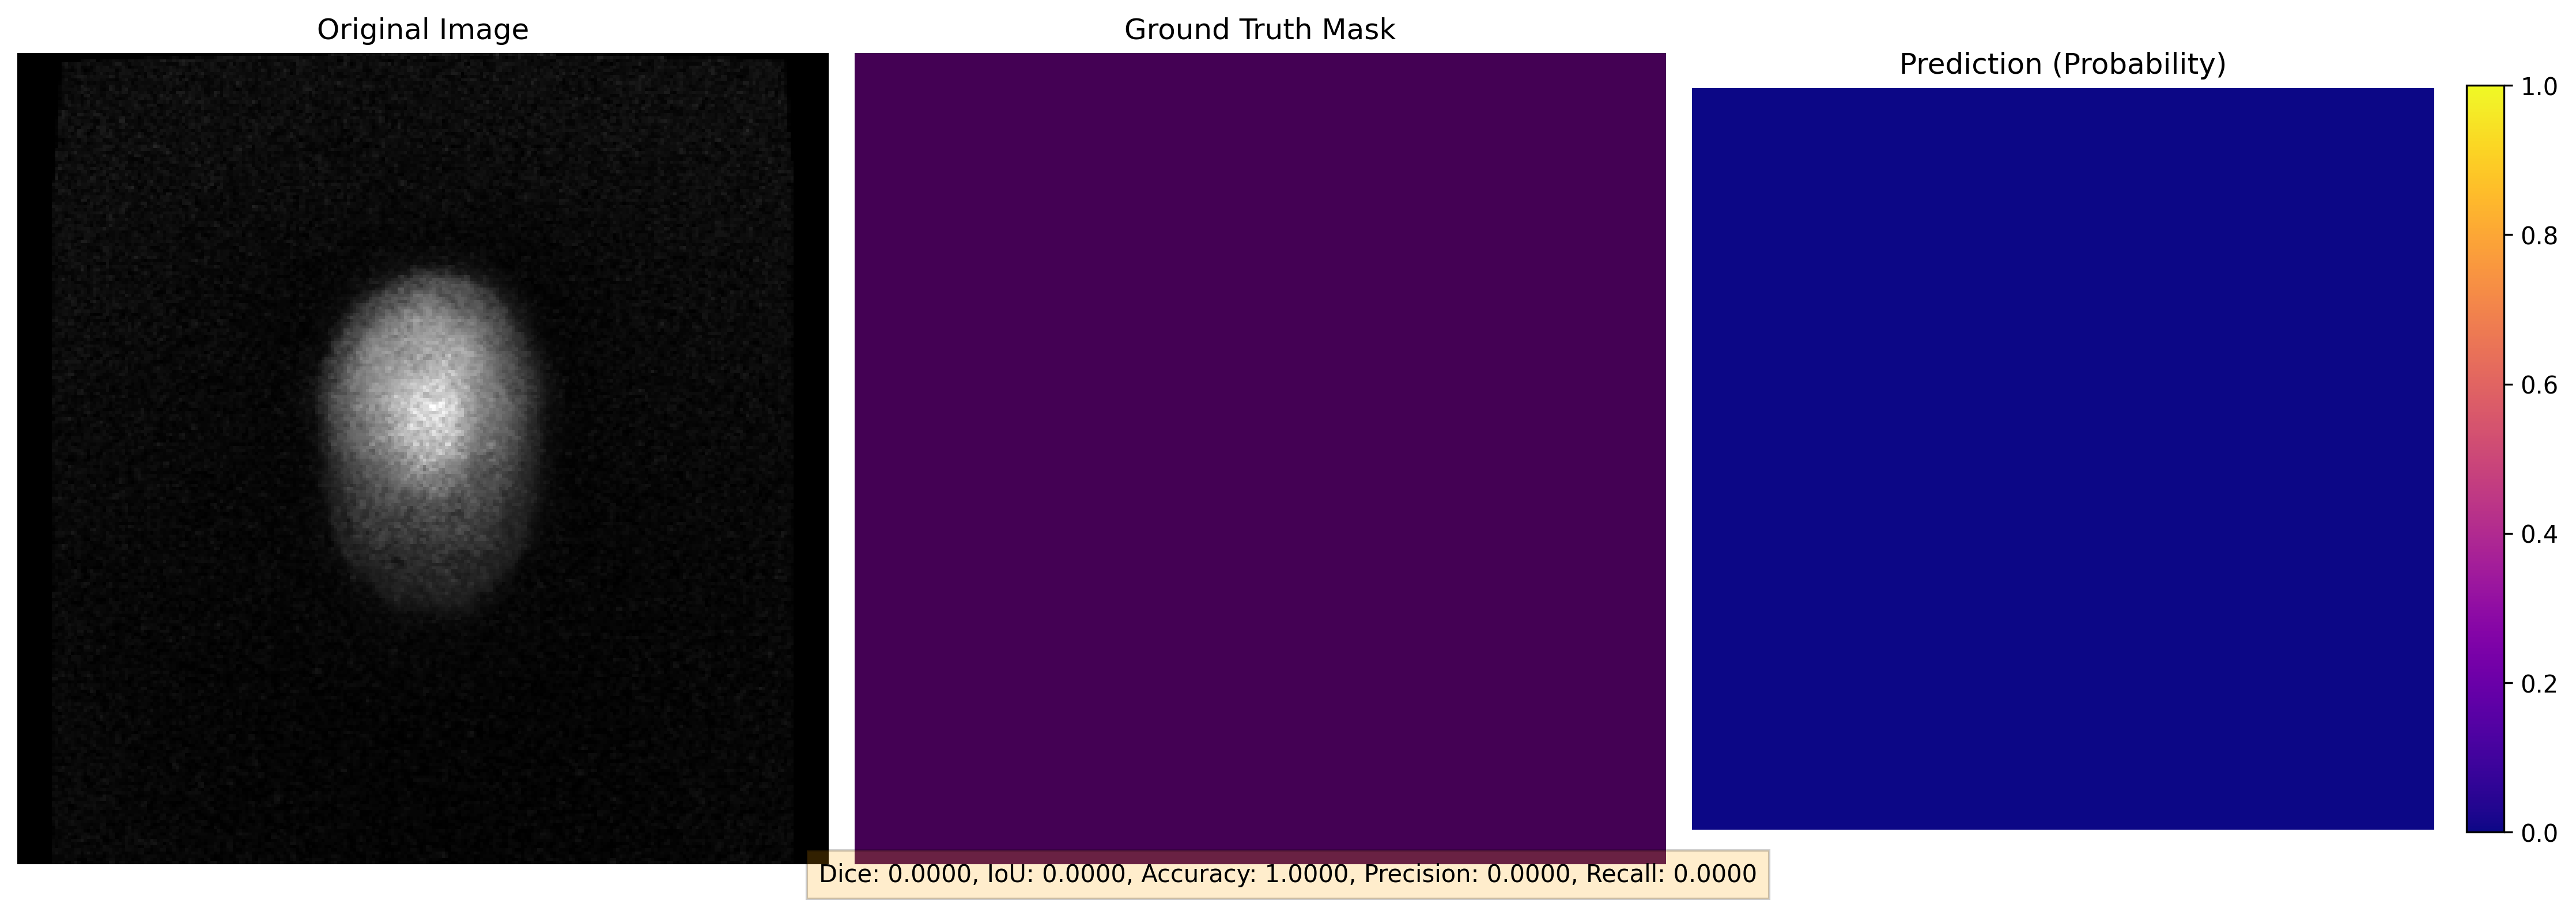 Original Image
Ground Truth Mask
Prediction (Probability)
1.0
0.8
0.6
0.4
0.2
0.0
Dice: 0.0000, IoU: 0.0000, Accuracy: 1.0000, Precision: 0.0000, Recall: 0.0000